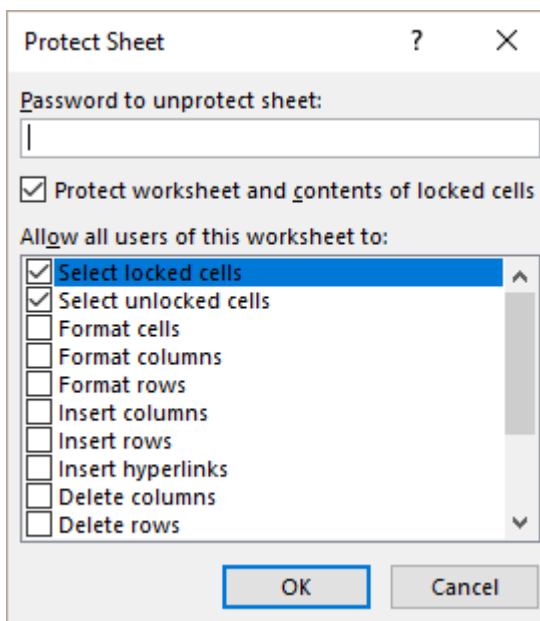 Protect Sheet ?
Password to unprotect sheet:
Protect worksheet and contents of locked cells
Allow all users of this worksheet to:
Select locked cells
Select unlocked cells
Format cells
Format columns
Format rows
Insert columns
Insert rows
Insert hyperlinks
Delete columns
Delete rows
OK Cancel